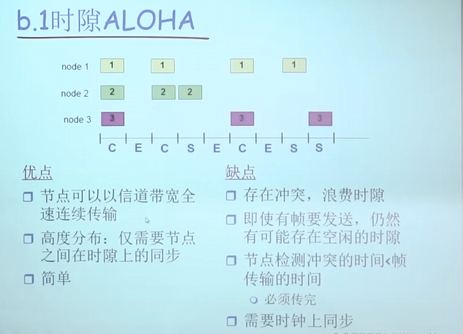 b.1时隙ALOHA
node 1 1 1 1 1
node 2 2 2 2
node 3 3 3 3
C E C S E C E S S
优点
节点可以以信道带宽全
速连续传输
高度分布：仅需要节点
之间在时隙上的同步
简单
缺点
存在冲突，浪费时隙
即使有帧要发送，仍然
有可能存在空闲的时隙
节点检测冲突的时间<帧
传输的时间
必须传完
需要时钟上同步